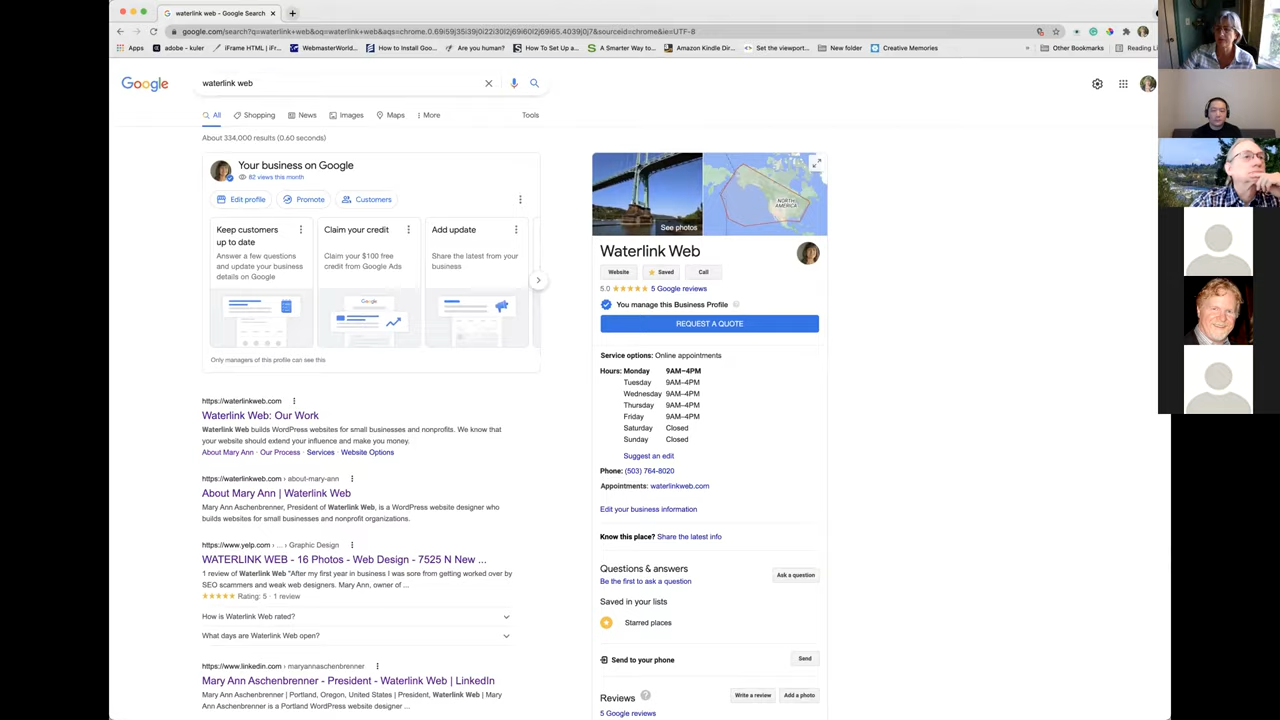 waterlink web - Google Search
google.com/search?q=waterlink+web&oq=waterlink+web&aqs=chrome.0.69i59j35i39j0i22i30l2j69i60l2j69i65.4039j0j7&sourceid=chrome&ie=UTF-8
Apps
adobe - kuler
iFrame HTML | iFr...
WebmasterWorld...
How to Install Goo...
Are you human?
How To Set Up a...
A Smarter Way to...
Amazon Kindle Dir...
Set the viewport...
New folder
Creative Memories
»
Other Bookmarks
Reading Li
Google
waterlink web
All
Shopping
News
Images
Maps
More
Tools
About 334,000 results (0.60 seconds)
Your business on Google
82 views this month
Edit profile
Promote
Customers
Keep customers
up to date
Answer a few questions
and update your business
details on Google
Claim your credit
Claim your $100 free
credit from Google Ads
Google
Add update
Share the latest from your
business
Only managers of this profile can see this
https://waterlinkweb.com
Waterlink Web: Our Work
Waterlink Web builds WordPress websites for small businesses and nonprofits. We know that
your website should extend your influence and make you money.
About Mary Ann · Our Process · Services · Website Options
https://waterlinkweb.com › about-mary-ann
About Mary Ann | Waterlink Web
Mary Ann Aschenbrenner, President of Waterlink Web, is a WordPress website designer who
builds websites for small businesses and nonprofit organizations.
https://www.yelp.com › ... › Graphic Design
WATERLINK WEB - 16 Photos - Web Design - 7525 N New ...
1 review of Waterlink Web "After my first year in business I was sore from getting worked over by
SEO scammers and weak web designers. Mary Ann, owner of ...
Rating: 5 · 1 review
How is Waterlink Web rated?
What days are Waterlink Web open?
https://www.linkedin.com › maryannaschenbrenner
Mary Ann Aschenbrenner - President - Waterlink Web | LinkedIn
Mary Ann Aschenbrenner | Portland, Oregon, United States | President, Waterlink Web | Mary
Ann Aschenbrenner is a Portland WordPress website designer ...
See photos
NORTH
AMERICA
Waterlink Web
Website
Saved
Call
5.0
5 Google reviews
You manage this Business Profile
REQUEST A QUOTE
Service options: Online appointments
Hours: Monday 9AM–4PM
Tuesday 9AM–4PM
Wednesday 9AM–4PM
Thursday 9AM–4PM
Friday 9AM–4PM
Saturday Closed
Sunday Closed
Suggest an edit
Phone: (503) 764-8020
Appointments: waterlinkweb.com
Edit your business information
Know this place? Share the latest info
Questions & answers
Be the first to ask a question
Ask a question
Saved in your lists
Starred places
Send to your phone
Send
Reviews
Write a review
Add a photo
5 Google reviews